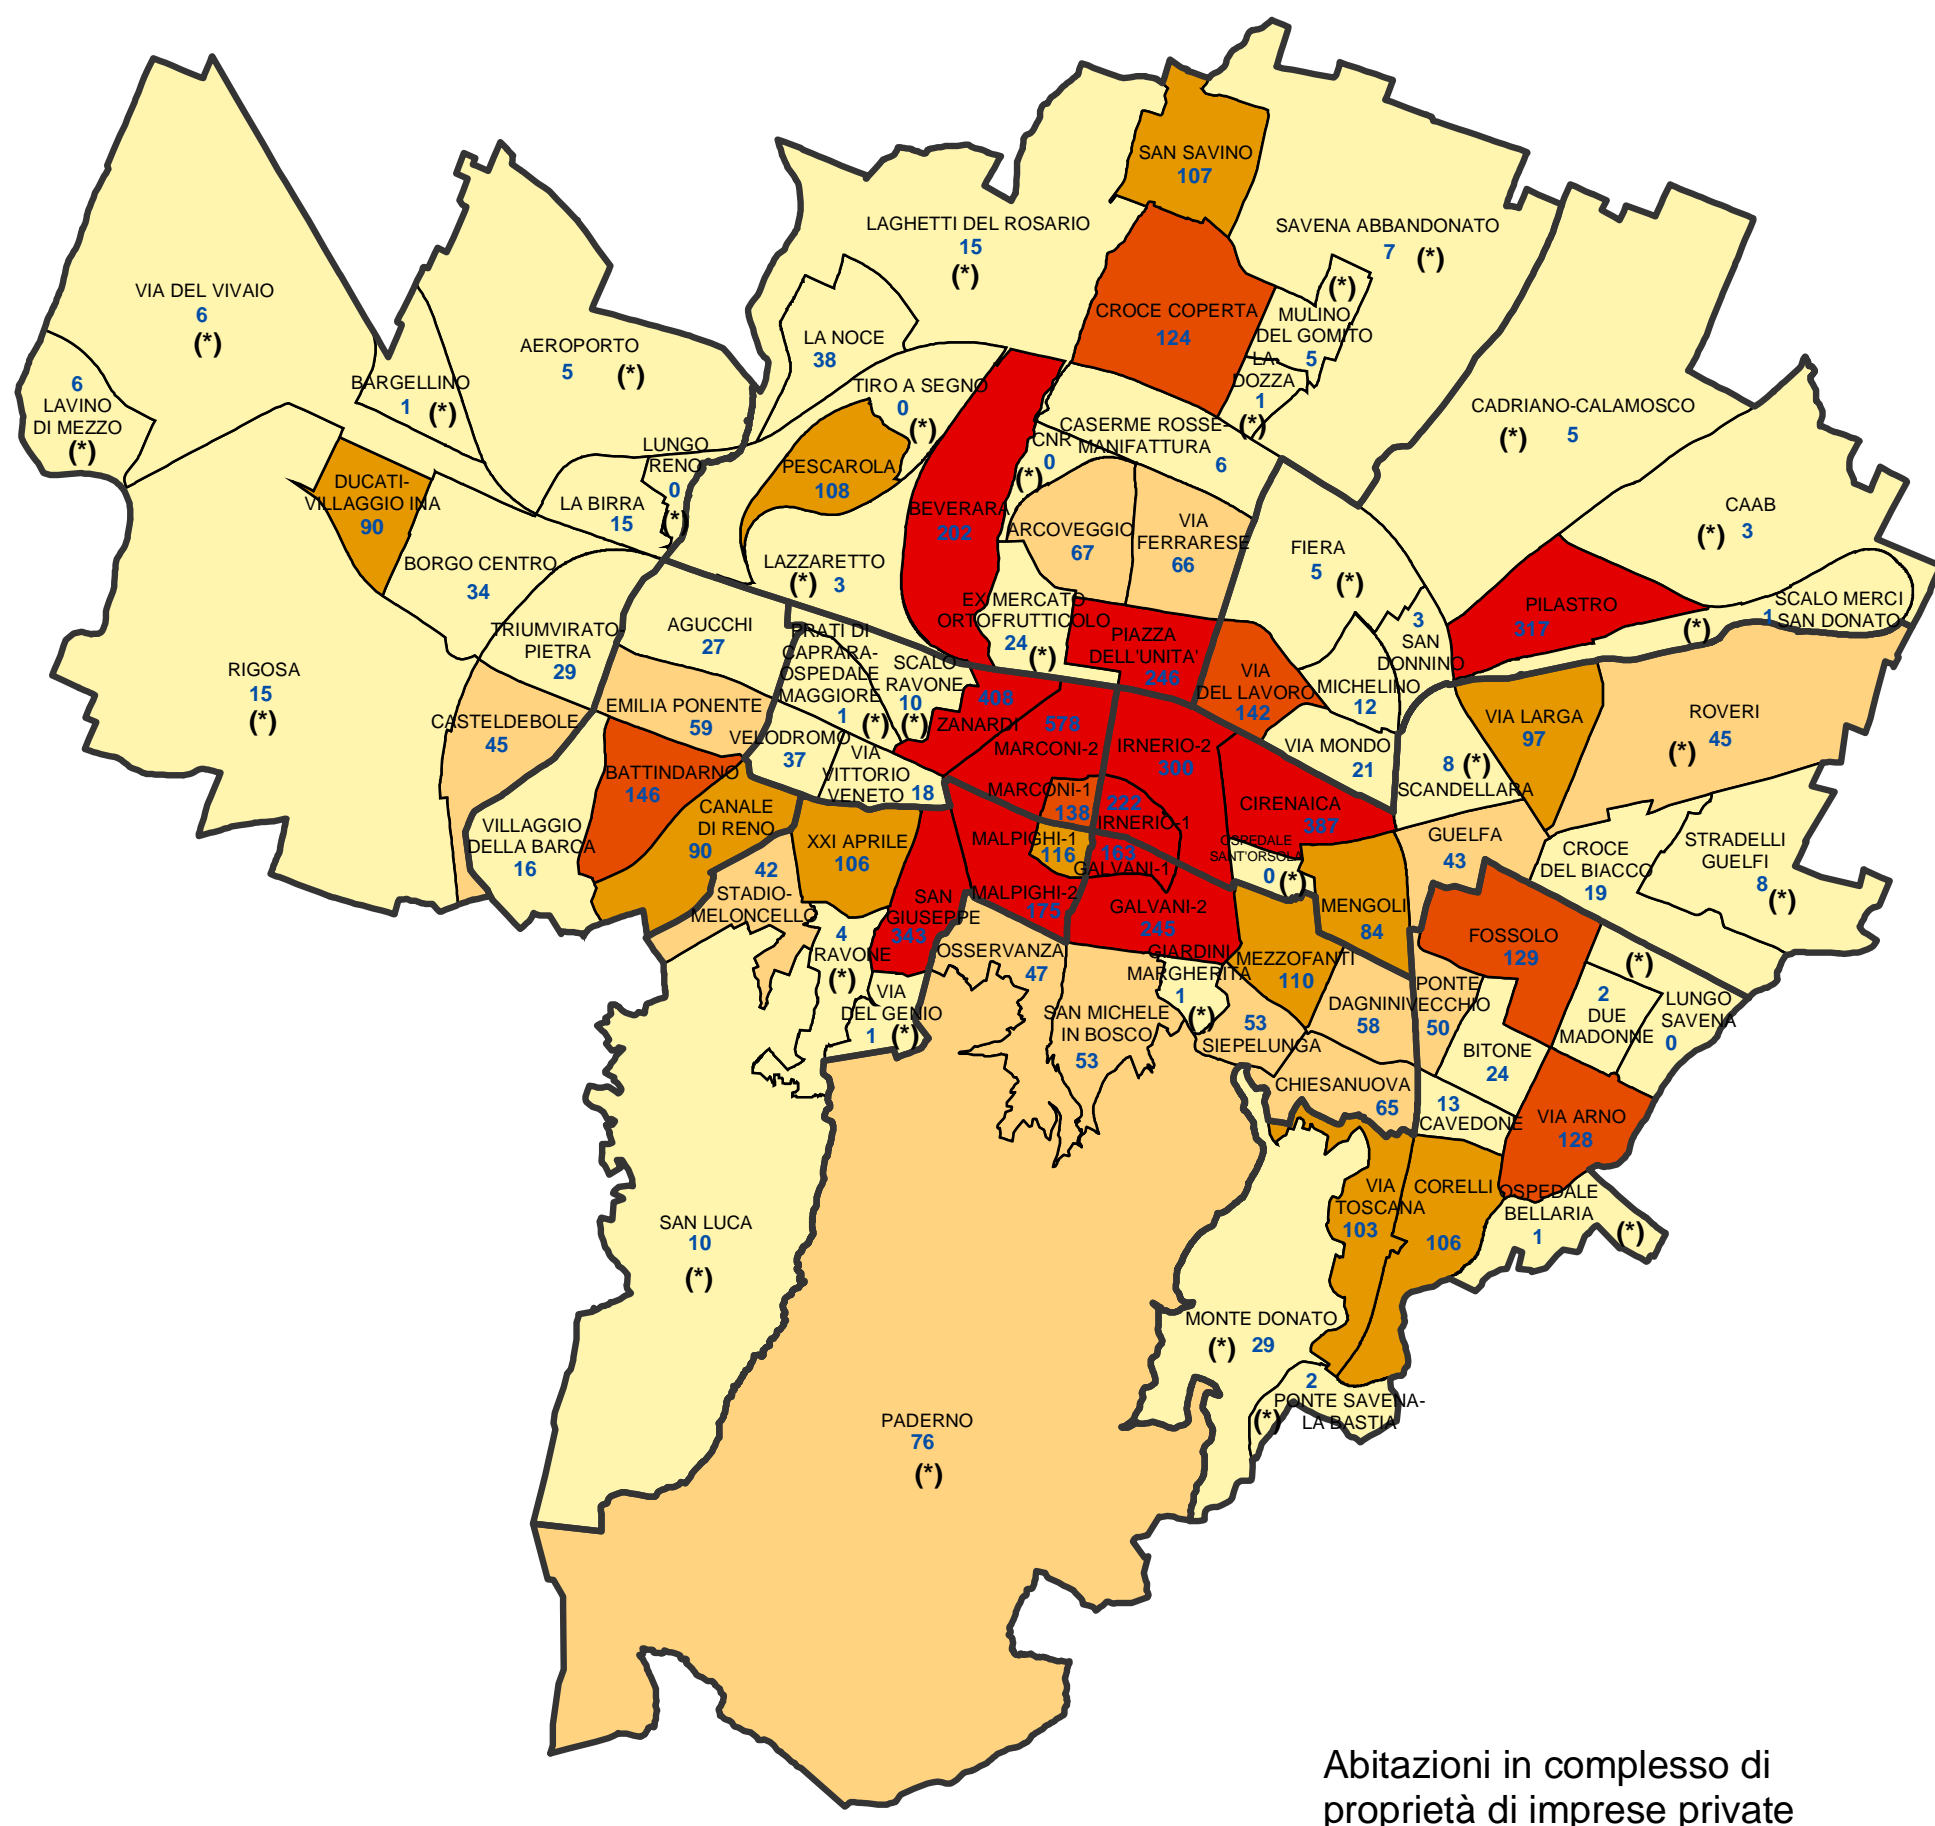 SAN SAVINO
107
LAGHETTI DEL ROSARIO
15
(*)
SAVENA ABBANDONATO
7 (*)
VIA DEL VIVAIO
6
(*)
AEROPORTO
5 (*)
LA NOCE
38
CROCE COPERTA
124
(*)
MULINO
DEL GOMITO
5
LA
DOZZA
1
(*)
6
LAVINO
DI MEZZO
(*)
BARGELLINO
1 (*)
TIRO A SEGNO
0
(*)
CADRIANO-CALAMOSCO
(*) 5
CASERME ROSSE-
MANIFATTURA
6
CNR
0
(*)
LUNGO
RENO
0
(*)
PESCAROLA
108
DUCATI-
VILLAGGIO INA
90
LA BIRRA
15
BEVERARA
202
ARCOVEGGIO
67
VIA
FERRARESE
66
CAAB
(*) 3
FIERA
5 (*)
BORGO CENTRO
34
LAZZARETTO
(*) 3
EX MERCATO
ORTOFRUTTICOLO
24 (*)
PIAZZA
DELL'UNITA'
246
PILASTRO
317
SCALO MERCI
1 SAN DONATO
(*)
3
SAN
DONNINO
TRIUMVIRATO-
PIETRA
29
AGUCCHI
27
PRATI DI
CAPRARA-
OSPEDALE
MAGGIORE
1 (*)
SCALO
RAVONE
10
(*)
VIA
DEL LAVORO
142
MICHELINO
12
RIGOSA
15
(*)
CASTELDEBOLE
45
EMILIA PONENTE
59
408
ZANARDI
578
MARCONI-2
VIA LARGA
97
ROVERI
(*) 45
VELODROMO
37
VIA
VITTORIO
VENETO 18
IRNERIO-2
300
VIA MONDO
21
8 (*)
SCANDELLARA
BATTINDARNO
146
MARCONI-1
138
222
IRNERIO-1
CIRENAICA
387
CANALE
DI RENO
90
VILLAGGIO
DELLA BARCA
16
XXI APRILE
106
MALPIGHI-1
116
163
GALVANI-1
OSPEDALE
SANT'ORSOLA
0 (*)
GUELFA
43
CROCE
DEL BIACCO
19
STRADELLI
GUELFI
8
(*)
42
STADIO-
MELONCELLO
SAN
GIUSEPPE
343
MALPIGHI-2
175
GALVANI-2
245
MENGOLI
84
FOSSOLO
129
4
RAVONE
(*)
OSSERVANZA
47
GIARDINI
MARGHERITA
1
(*)
MEZZOFANTI
110
(*)
VIA
DEL GENIO
1 (*)
SAN MICHELE
IN BOSCO
53
53
SIEPELUNGA
DAGNINI
58
PONTE
VECCHIO
50
2
DUE
MADONNE
LUNGO
SAVENA
0
BITONE
24
CHIESANUOVA
65
13
CAVEDONE
VIA ARNO
128
VIA
TOSCANA
103
CORELLI
106
OSPEDALE
BELLARIA
1
(*)
SAN LUCA
10
(*)
MONTE DONATO
(*) 29
2
PONTE SAVENA-
LA BASTIA
(*)
PADERNO
76
(*)
Abitazioni in complesso di
proprietà di imprese private